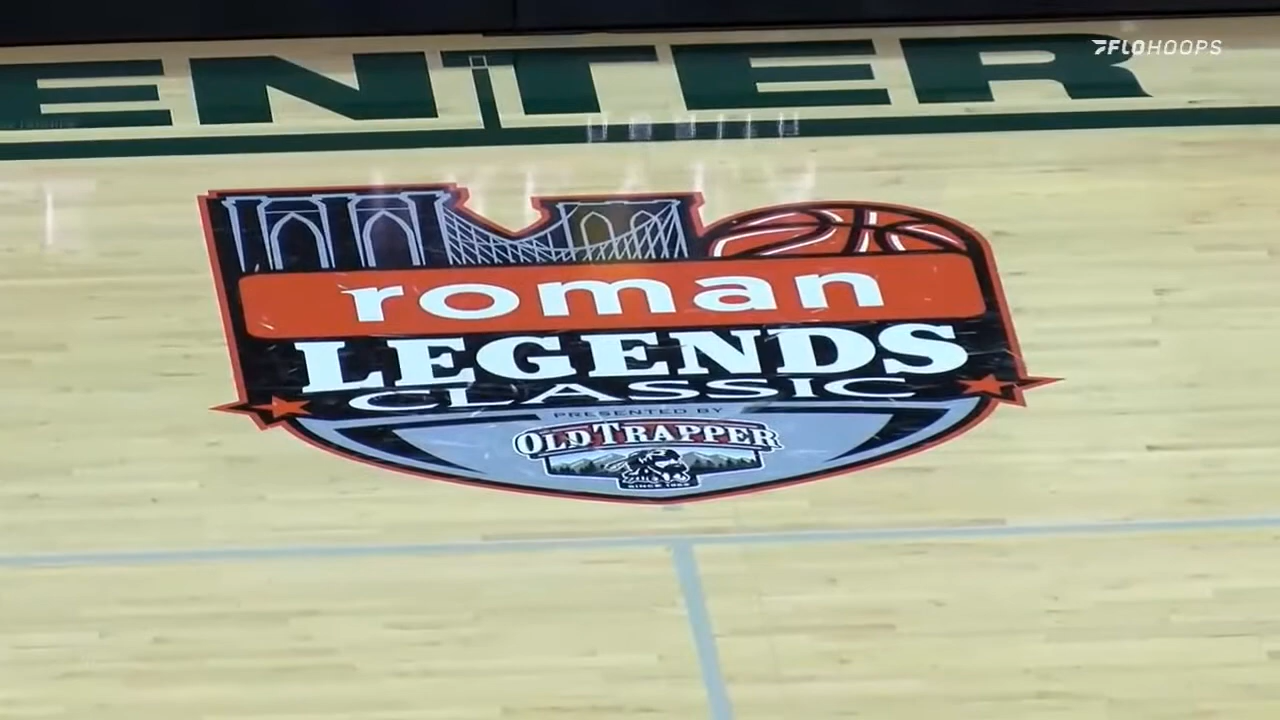 FLOHOOPS
ENTER
roman
LEGENDS
CLASSIC
PRESENTED BY
OLD TRAPPER